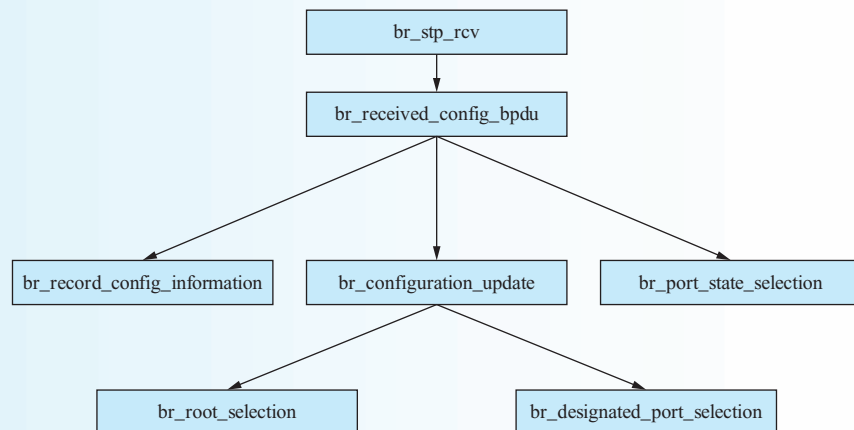 br_stp_rcv
br_received_config_bpdu
br_record_config_information
br_configuration_update
br_port_state_selection
br_root_selection
br_designated_port_selection